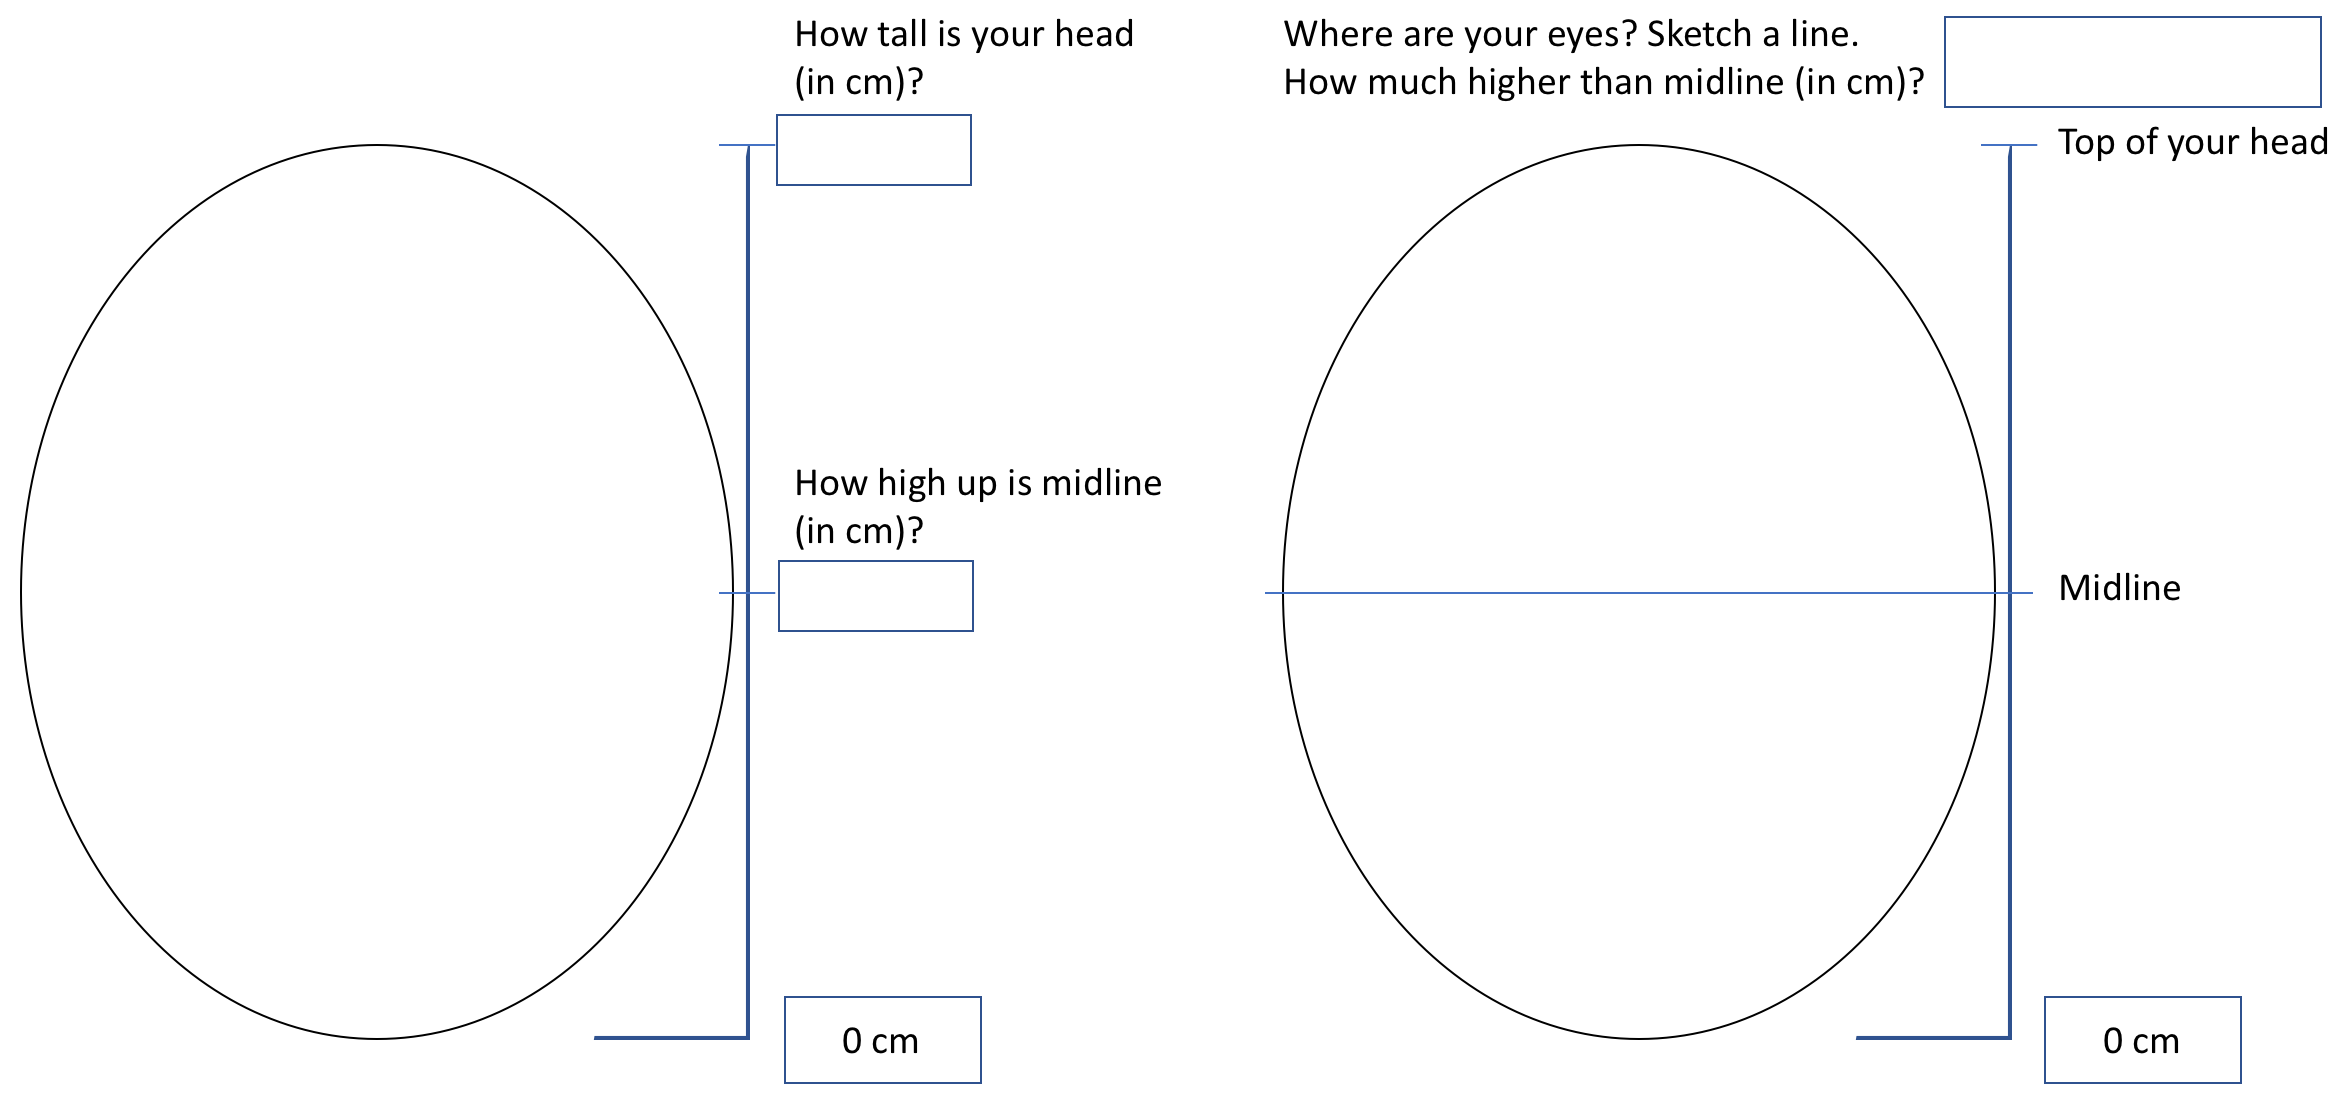 How tall is your head
(in cm)?
How high up is midline
(in cm)?
0 cm
Where are your eyes? Sketch a line.
How much higher than midline (in cm)?
Top of your head
Midline
0 cm